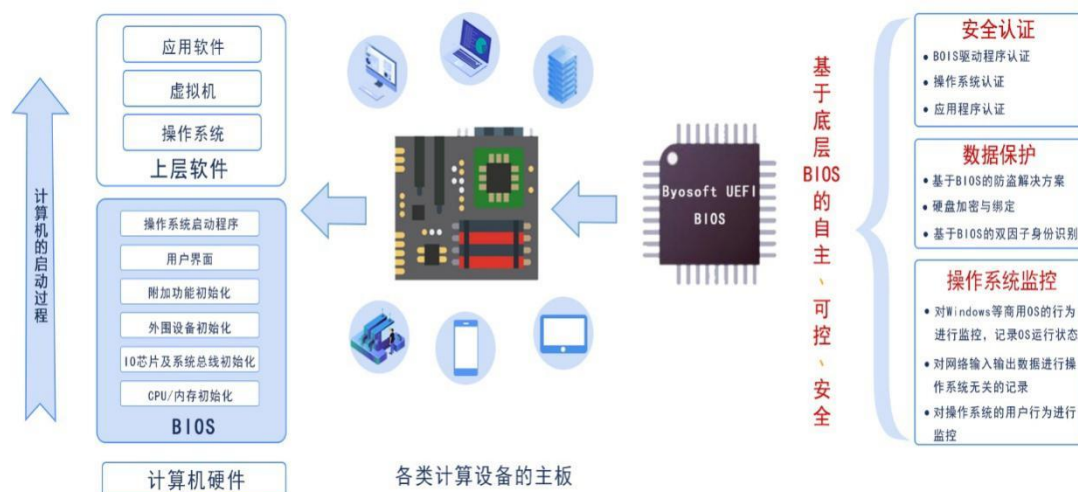 计算机的启动过程
应用软件
虚拟机
操作系统
上层软件
操作系统启动程序
用户界面
附加功能初始化
外围设备初始化
IO芯片及系统总线初始化
CPU/内存初始化
BIOS
计算机硬件
各类计算设备的主板
Byosoft UEFI
BIOS
基于底层BIOS的自主、可控、安全
安全认证
• BOIS驱动程序认证
• 操作系统认证
• 应用程序认证
数据保护
• 基于BIOS的防盗解决方案
• 硬盘加密与绑定
• 基于BIOS的双因子身份识别
操作系统监控
• 对Windows等商用OS的行为
进行监控，记录OS运行状态
• 对网络输入输出数据进行操
作系统无关的记录
• 对操作系统的用户行为进行
监控